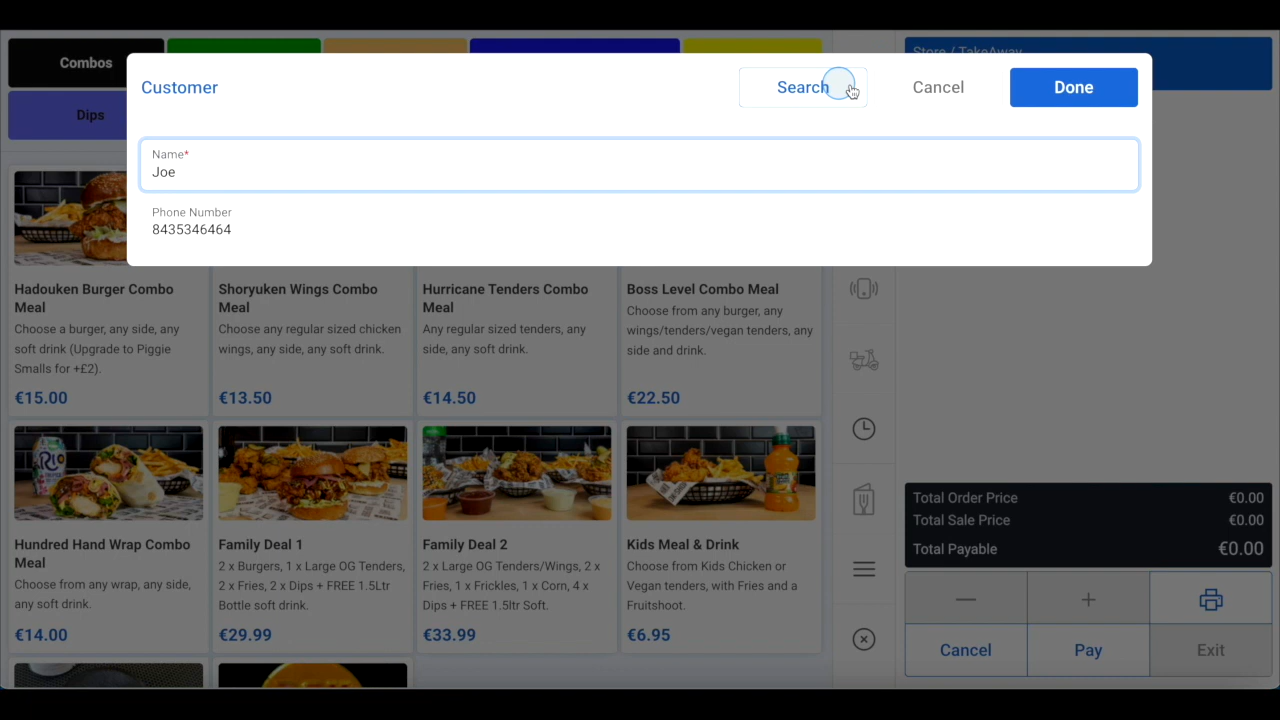 Combos
Store / TakeAway
Dips
Customer
Search
Cancel
Done
Name*
Joe
Phone Number
8435346464
Hadouken Burger Combo
Meal
Choose a burger, any side, any
soft drink (Upgrade to Piggie
Smalls for +£2).
€15.00
Shoryuken Wings Combo
Meal
Choose any regular sized chicken
wings, any side, any soft drink.
€13.50
Hurricane Tenders Combo
Meal
Any regular sized tenders, any
side, any soft drink.
€14.50
Boss Level Combo Meal
Choose from any burger, any
wings/tenders/vegan tenders, any
side and drink.
€22.50
RIO
Hundred Hand Wrap Combo
Meal
Choose from any wrap, any side,
any soft drink.
€14.00
Family Deal 1
2 x Burgers, 1 x Large OG Tenders,
2 x Fries, 2 x Dips + FREE 1.5Ltr
Bottle soft drink.
€29.99
Family Deal 2
2 x Large OG Tenders/Wings, 2 x
Fries, 1 x Frickles, 1 x Corn, 4 x
Dips + FREE 1.5ltr Soft.
€33.99
Kids Meal & Drink
Choose from Kids Chicken or
Vegan tenders, with Fries and a
Fruitshoot.
€6.95
Total Order Price €0.00
Total Sale Price €0.00
Total Payable €0.00
Cancel
Pay
Exit